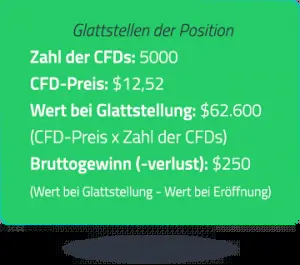 Glattstellen der Position
Zahl der CFDs: 5000
CFD-Preis: $12,52
Wert bei Glattstellung: $62.600
(CFD-Preis x Zahl der CFDs)
Bruttogewinn (-verlust): $250
(Wert bei Glattstellung - Wert bei Eröffnung)